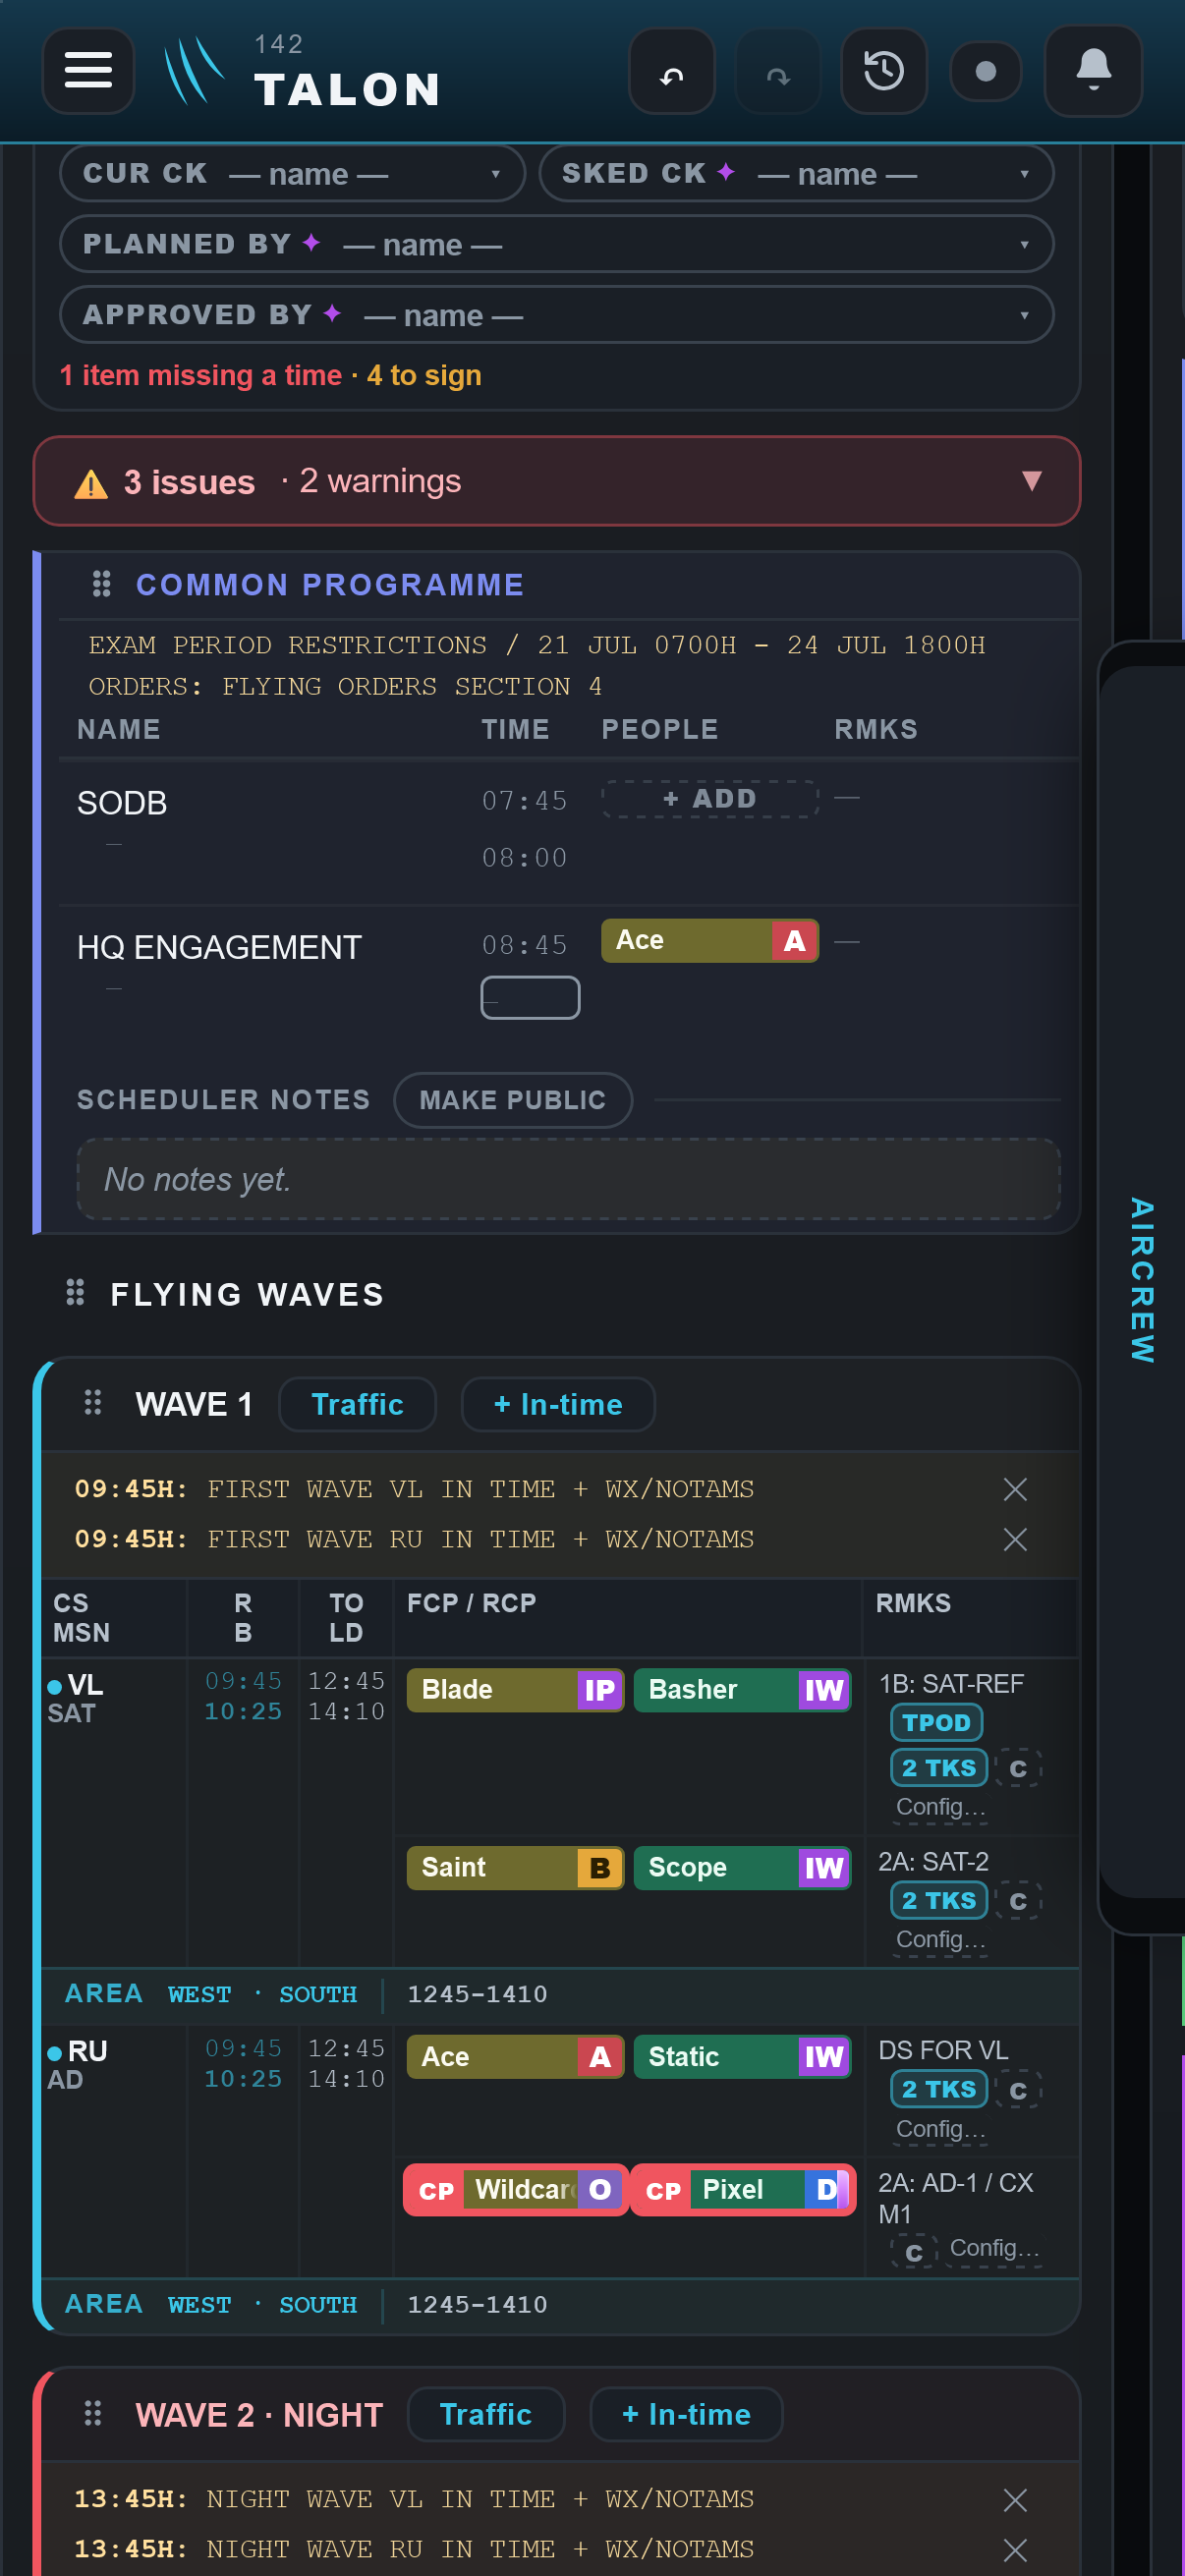 142
TALON
CUR CK — name —
SKED CK ✦ — name —
PLANNED BY ✦ — name —
APPROVED BY ✦ — name —
1 item missing a time · 4 to sign
3 issues · 2 warnings
COMMON PROGRAMME
EXAM PERIOD RESTRICTIONS / 21 JUL 0700H – 24 JUL 1800H
ORDERS: FLYING ORDERS SECTION 4
NAME TIME PEOPLE RMKS
SODB 07:45 + ADD —
— 08:00
HQ ENGAGEMENT 08:45 Ace A —
— —
SCHEDULER NOTES MAKE PUBLIC
No notes yet.
AIRCREW
FLYING WAVES
WAVE 1 Traffic + In-time
09:45H: FIRST WAVE VL IN TIME + WX/NOTAMS
09:45H: FIRST WAVE RU IN TIME + WX/NOTAMS
CS R TO FCP / RCP RMKS
MSN B LD
VL 09:45 12:45 Blade IP Basher IW 1B: SAT-REF
SAT 10:25 14:10 TPOD
2 TKS C
Config...
Saint B Scope IW 2A: SAT-2
2 TKS C
Config...
AREA WEST · SOUTH 1245–1410
RU 09:45 12:45 Ace A Static IW DS FOR VL
AD 10:25 14:10 2 TKS C
Config...
CP Wildcar O CP Pixel D 2A: AD-1 / CX
M1
C Config...
AREA WEST · SOUTH 1245–1410
WAVE 2 · NIGHT Traffic + In-time
13:45H: NIGHT WAVE VL IN TIME + WX/NOTAMS
13:45H: NIGHT WAVE RU IN TIME + WX/NOTAMS